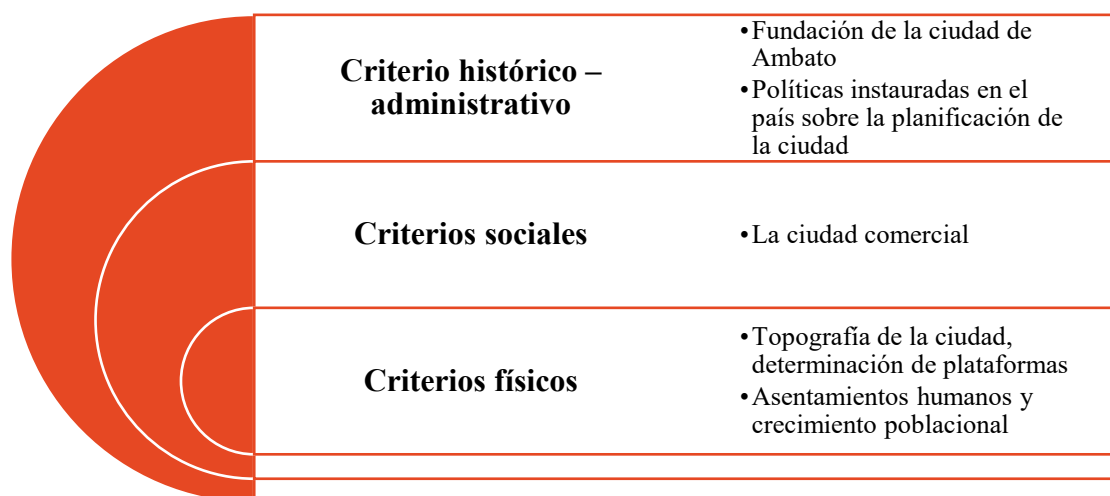 Criterio histórico –
administrativo
•Fundación de la ciudad de
Ambato
•Políticas instauradas en el
país sobre la planificación de
la ciudad
Criterios sociales
•La ciudad comercial
Criterios físicos
•Topografía de la ciudad,
determinación de plataformas
•Asentamientos humanos y
crecimiento poblacional